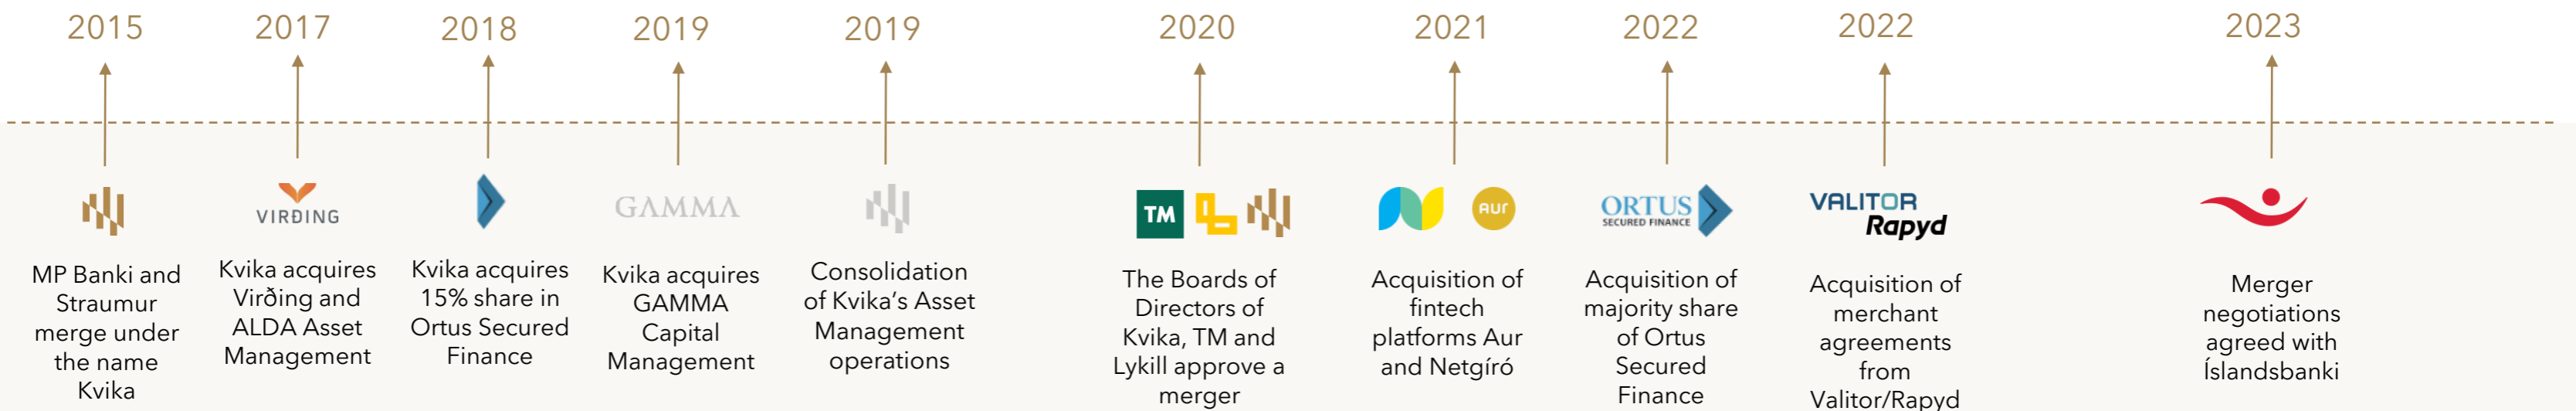 2015
2017
2018
2019
2019
2020
2021
2022
2022
2023
VIRÐING
GAMMA
TM
Aur
ORTUS
SECURED FINANCE
VALITOR
Rapyd
MP Banki and
Straumur
merge under
the name
Kvika
Kvika acquires
Virðing and
ALDA Asset
Management
Kvika acquires
15% share in
Ortus Secured
Finance
Kvika acquires
GAMMA
Capital
Management
Consolidation
of Kvika’s Asset
Management
operations
The Boards of
Directors of
Kvika, TM and
Lykill approve a
merger
Acquisition of
fintech
platforms Aur
and Netgíró
Acquisition of
majority share
of Ortus
Secured
Finance
Acquisition of
merchant
agreements
from
Valitor/Rapyd
Merger
negotiations
agreed with
Íslandsbanki